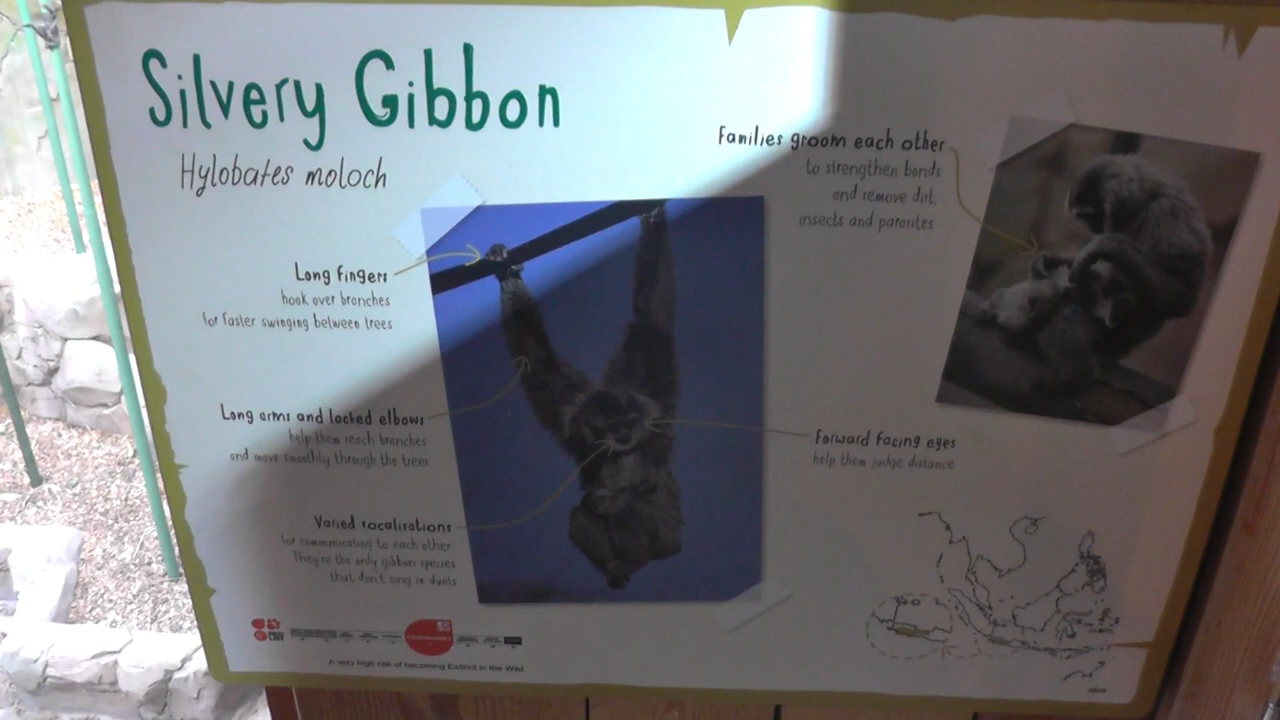 Silvery Gibbon
Hylobates moloch
Long fingers
hook over branches
for faster swinging between trees
Long arms and locked elbows
help them reach branches
and move smoothly through the trees
Varied vocalisations
for communicating to each other
They're the only gibbon species
that don't sing in duets
Families groom each other
to strengthen bonds
and remove dirt,
insects and parasites
Forward facing eyes
help them judge distance
A very high risk of becoming Extinct in the Wild